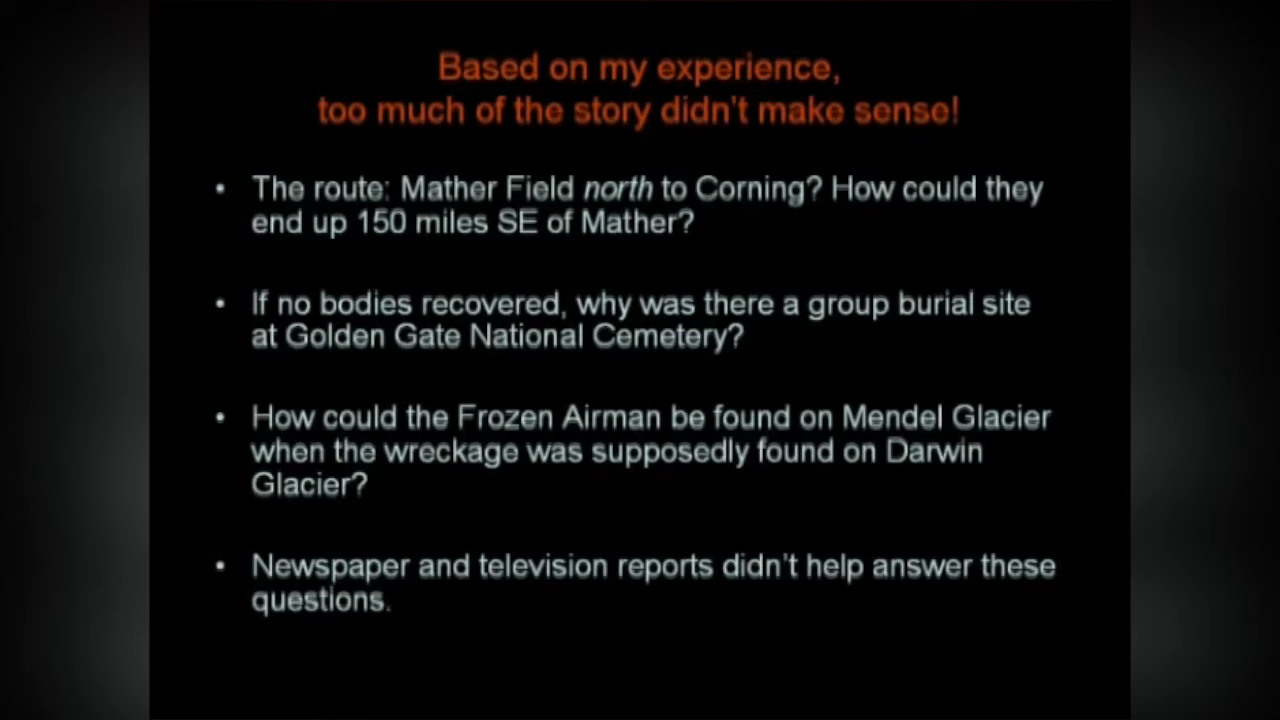 Based on my experience,
too much of the story didn't make sense!
• The route: Mather Field north to Corning? How could they
end up 150 miles SE of Mather?
• If no bodies recovered, why was there a group burial site
at Golden Gate National Cemetery?
• How could the Frozen Airman be found on Mendel Glacier
when the wreckage was supposedly found on Darwin
Glacier?
• Newspaper and television reports didn't help answer these
questions.